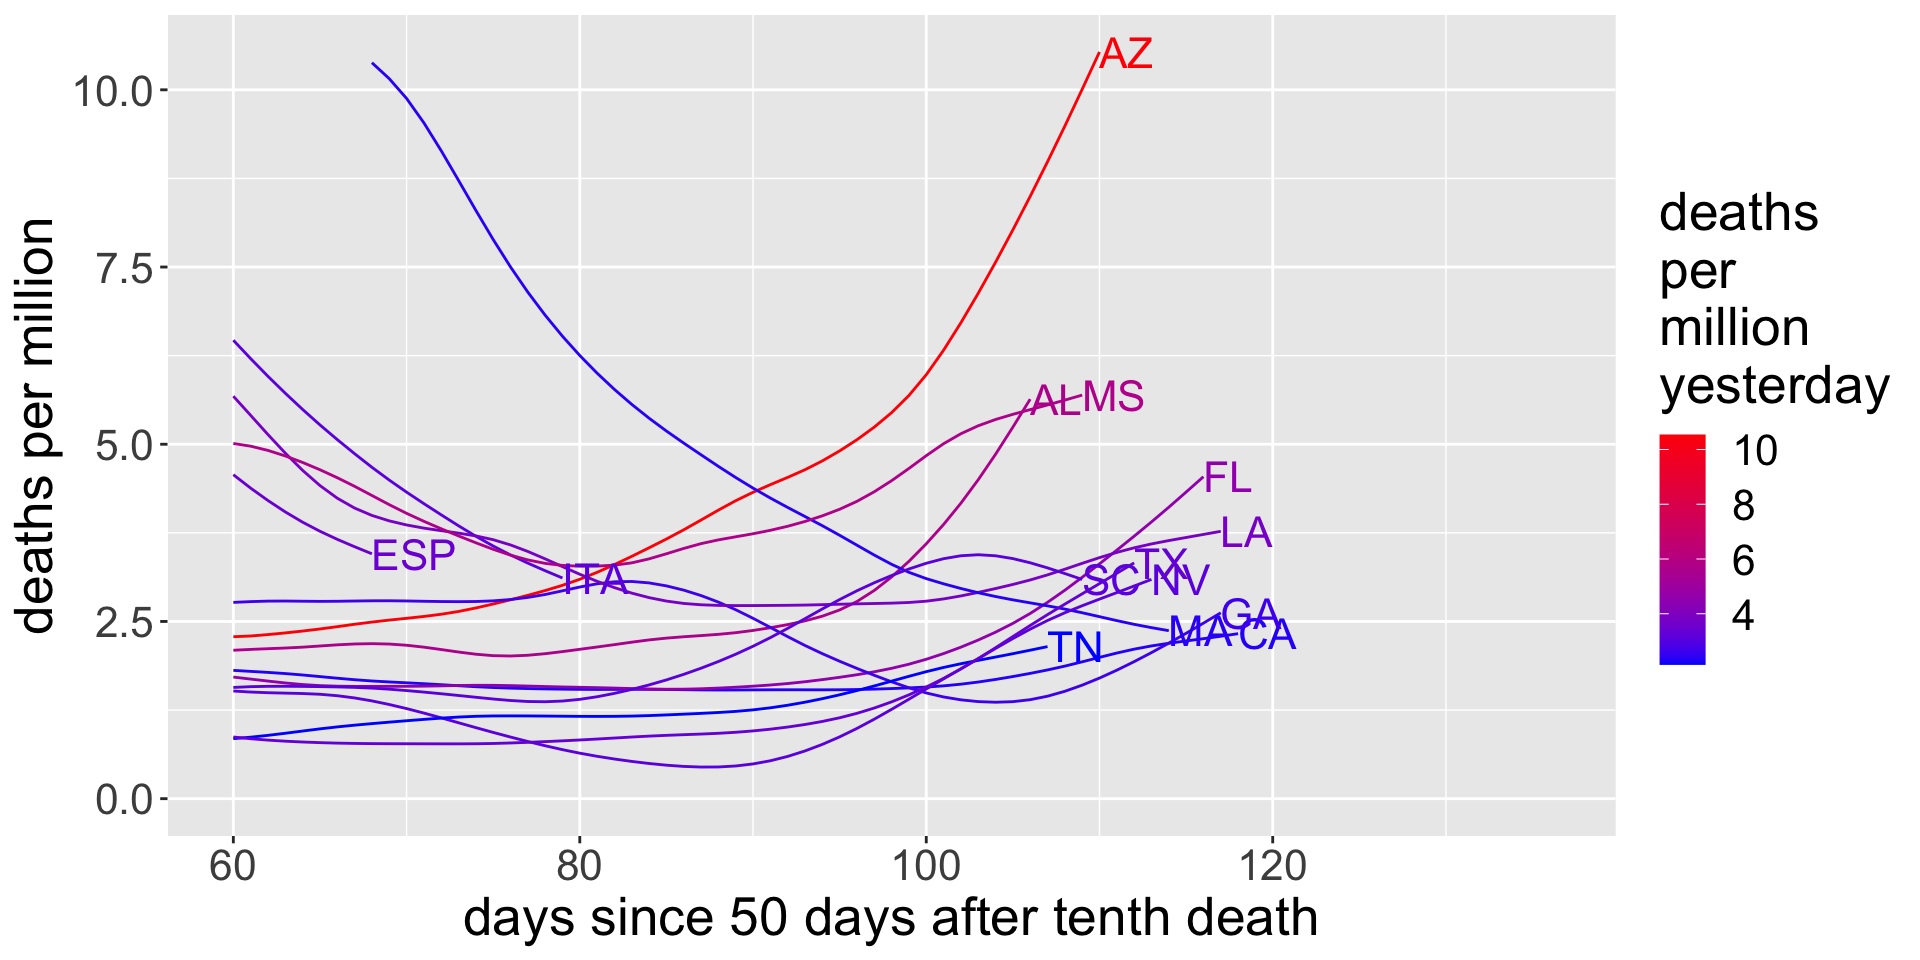 10.0
7.5
5.0
2.5
0.0
deaths per million
AZ
ALMS
FL
LA
ESP
ITA
TX
SC NV
GA
MA CA
TN
60 80 100 120
days since 50 days after tenth death
deaths
per
million
yesterday
10
8
6
4